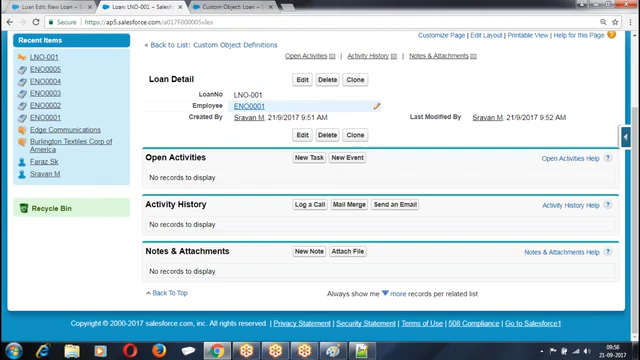 Loan Edit: New Loan ~ S
Loan: LNO-001 ~ Salesf
Custom Object: Loan ~ S
Secure
https://ap5.salesforce.com/a017F00005vlex
Customize Page | Edit Layout | Printable View | Help for this Page
Recent Items
LNO-001
ENO0005
ENO0004
ENO0003
ENO0002
ENO0001
Edge Communications
Burlington Textiles Corp of
America
Faraz Sk
Sravan M
Recycle Bin
« Back to List: Custom Object Definitions
Open Activities [0] | Activity History [0] | Notes & Attachments [0]
Loan Detail
Edit Delete Clone
LoanNo LNO-001
Employee ENO0001
Created By Sravan M, 21/9/2017 9:51 AM
Last Modified By Sravan M, 21/9/2017 9:52 AM
Edit Delete Clone
Open Activities
New Task New Event
Open Activities Help
No records to display
Activity History
Log a Call Mail Merge Send an Email
Activity History Help
No records to display
Notes & Attachments
New Note Attach File
Notes & Attachments Help
No records to display
Back To Top
Always show me more records per related list
Copyright © 2000-2017 salesforce.com, inc. All rights reserved. | Privacy Statement | Security Statement | Terms of Use | 508 Compliance | Go to Salesforce1
09:58
21-09-2017